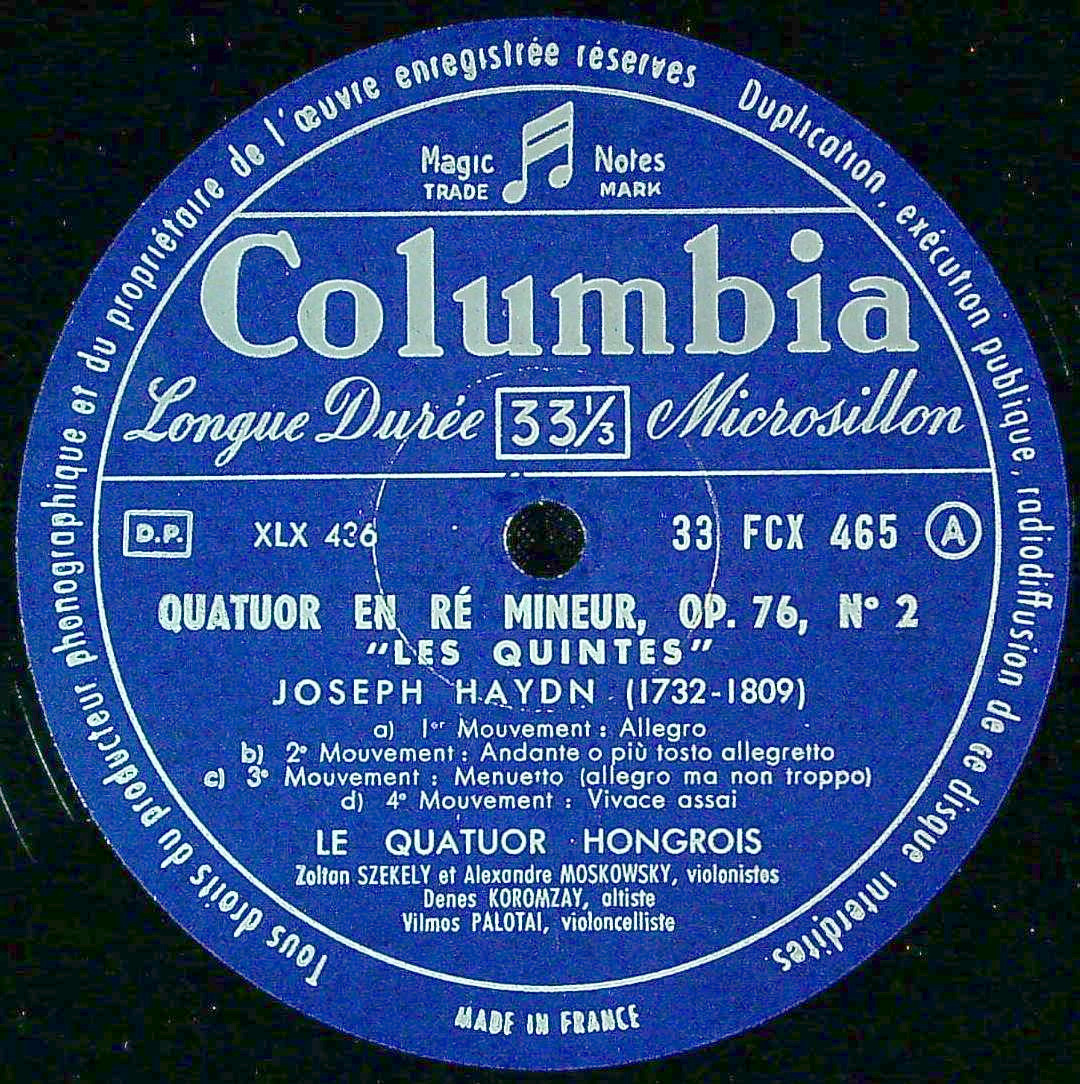 Tous droits du producteur phonographique et du propriétaire de l'œuvre enregistrée réservés Duplication, exécution publique, radiodiffusion de ce disque interdites
Magic Notes
TRADE MARK
Columbia
Longue Durée 33⅓ Microsillon
D.P. XLX 436 33 FCX 465 A
QUATUOR EN RÉ MINEUR, OP. 76, N° 2
"LES QUINTES"
JOSEPH HAYDN (1732-1809)
a) 1er Mouvement : Allegro
b) 2e Mouvement : Andante o più tosto allegretto
c) 3e Mouvement : Menuetto (allegro ma non troppo)
d) 4e Mouvement : Vivace assai
LE QUATUOR HONGROIS
Zoltan SZEKELY et Alexandre MOSKOWSKY, violonistes
Denes KOROMZAY, altiste
Vilmos PALOTAI, violoncelliste
MADE IN FRANCE